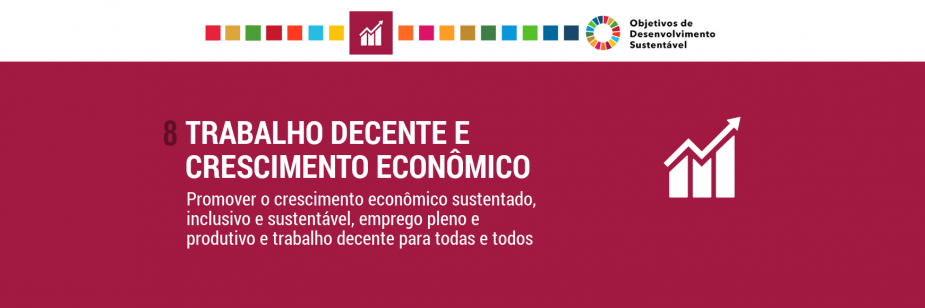 Objetivos de
Desenvolvimento
Sustentável
8 TRABALHO DECENTE E
CRESCIMENTO ECONÔMICO
Promover o crescimento econômico sustentado,
inclusivo e sustentável, emprego pleno e
produtivo e trabalho decente para todas e todos